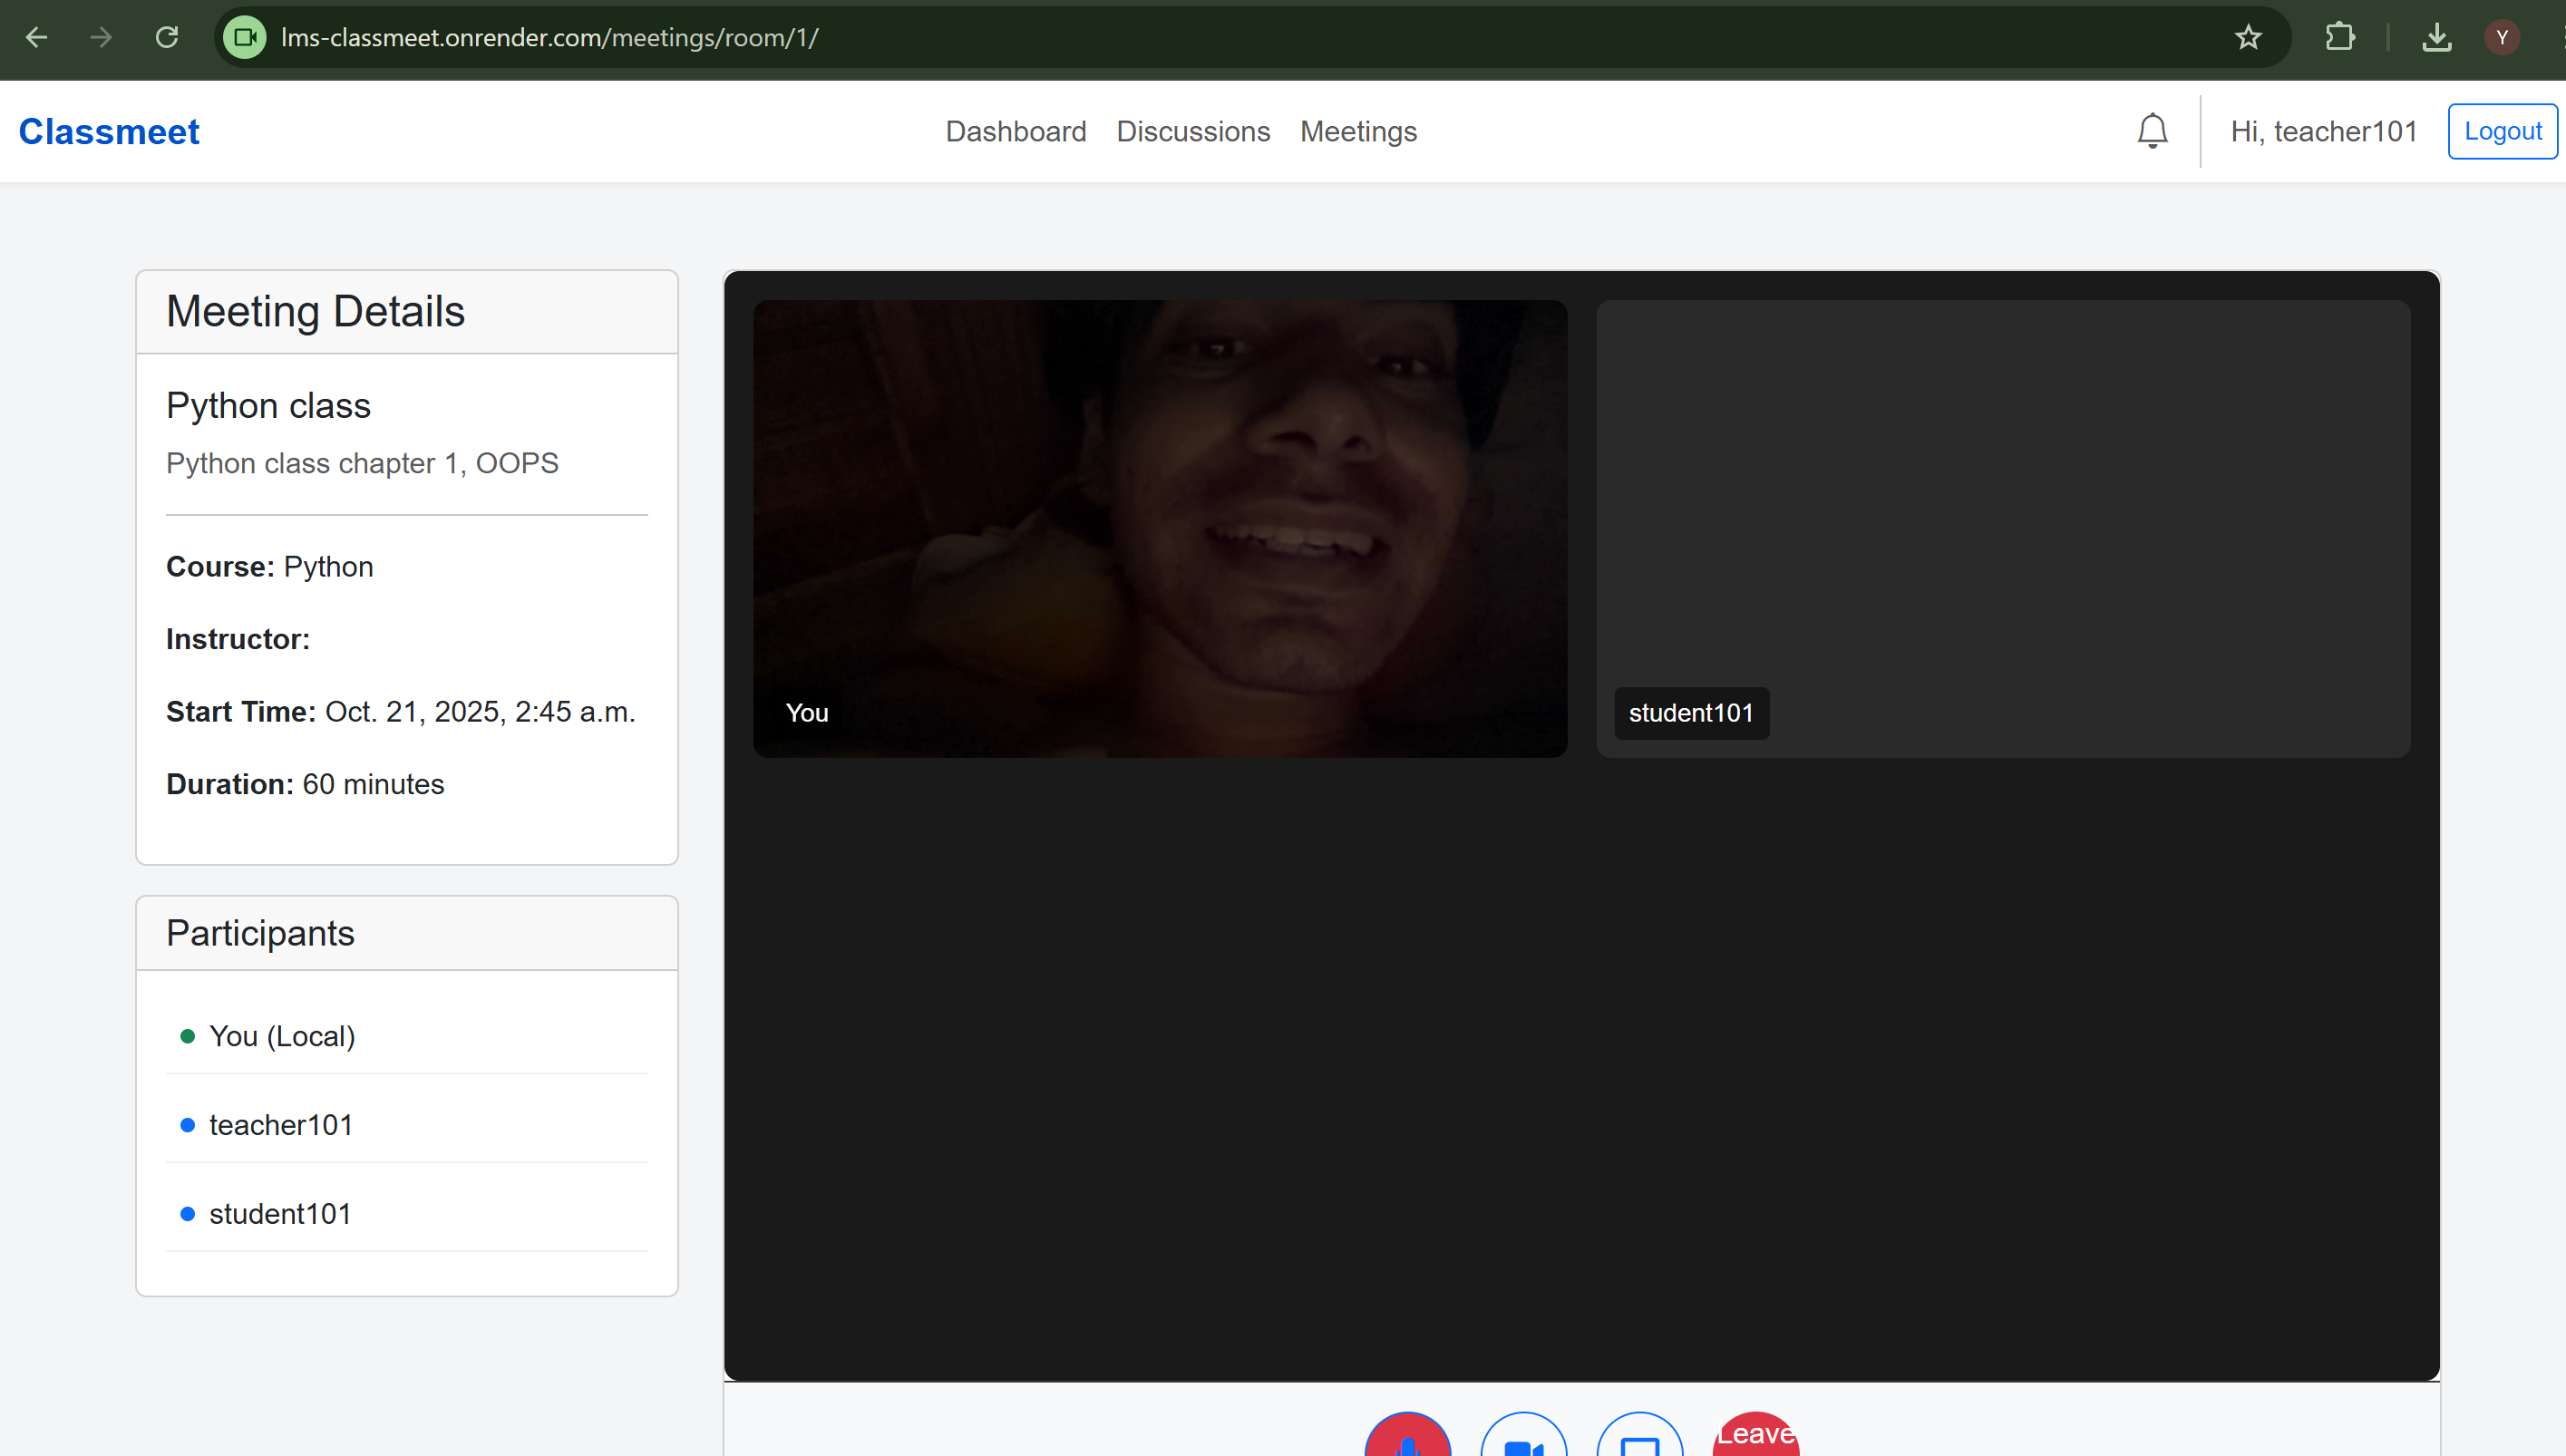 lms-classmeet.onrender.com/meetings/room/1/
Y
Classmeet
Dashboard Discussions Meetings
Hi, teacher101
Logout
Meeting Details
Python class
Python class chapter 1, OOPS
Course: Python
Instructor:
Start Time: Oct. 21, 2025, 2:45 a.m.
Duration: 60 minutes
Participants
You (Local)
teacher101
student101
You
student101
Leave